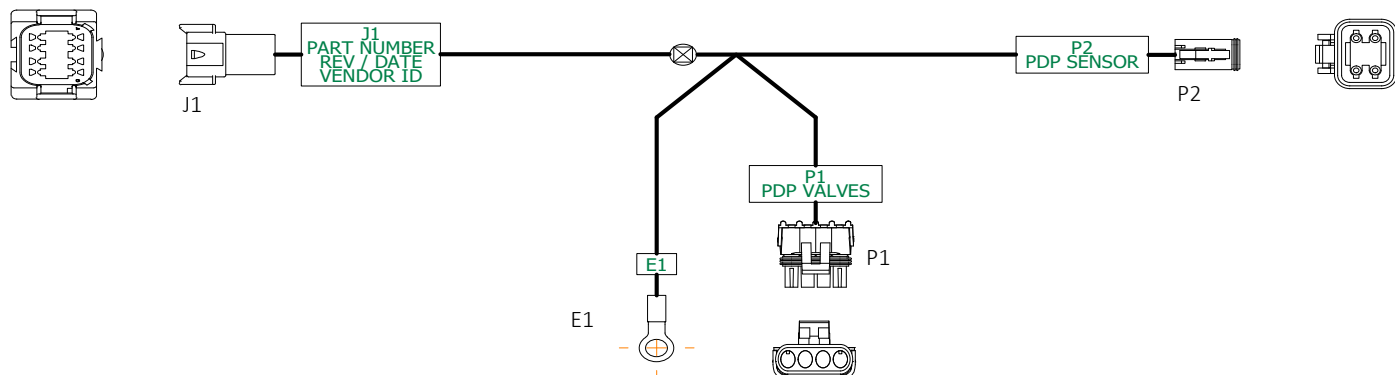 J1
PART NUMBER
REV / DATE
VENDOR ID
J1
P2
PDP SENSOR
P2
P1
PDP VALVES
P1
E1
E1